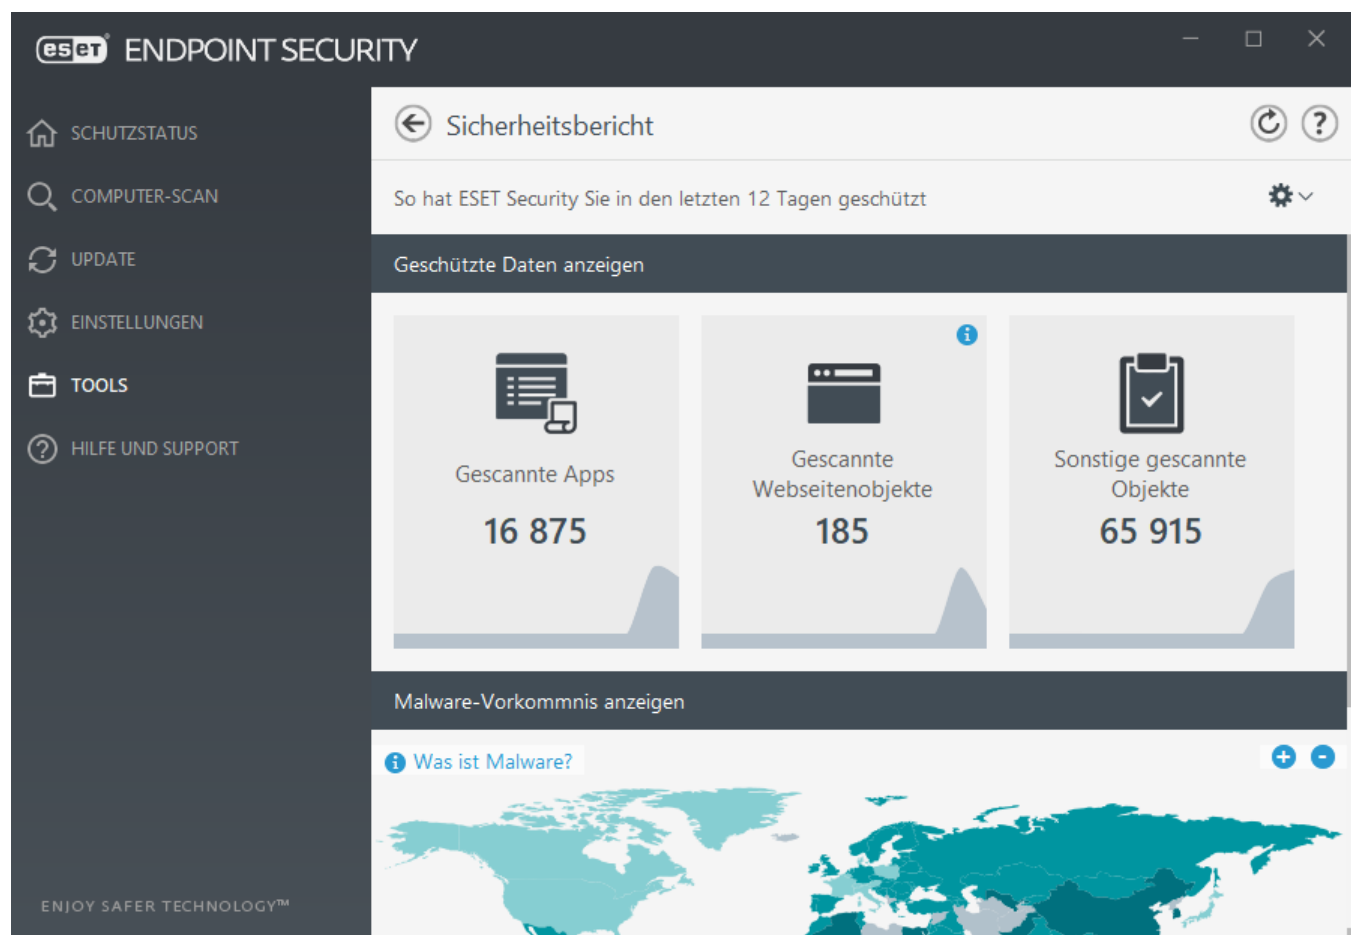 eset ENDPOINT SECURITY
SCHUTZSTATUS
COMPUTER-SCAN
UPDATE
EINSTELLUNGEN
TOOLS
HILFE UND SUPPORT
ENJOY SAFER TECHNOLOGY™
Sicherheitsbericht
So hat ESET Security Sie in den letzten 12 Tagen geschützt
Geschützte Daten anzeigen
Gescannte Apps
16 875
Gescannte
Webseitenobjekte
185
Sonstige gescannte
Objekte
65 915
Malware-Vorkommnis anzeigen
Was ist Malware?